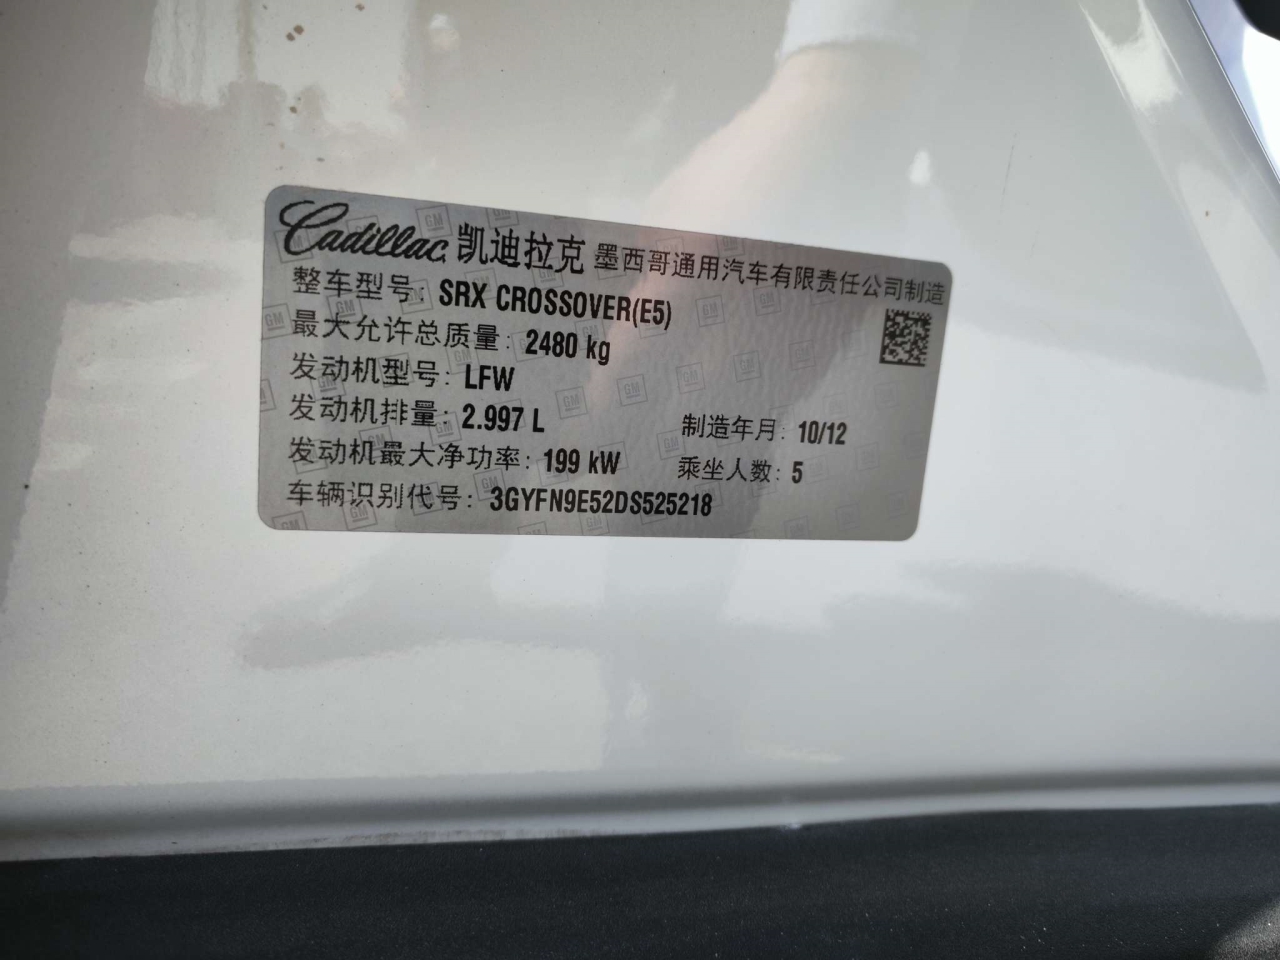 Cadillac 凯迪拉克 墨西哥通用汽车有限责任公司制造
整车型号: SRX CROSSOVER(E5)
最大允许总质量: 2480 kg
发动机型号: LFW
发动机排量: 2.997 L 制造年月: 10/12
发动机最大净功率: 199 kW 乘坐人数: 5
车辆识别代号: 3GYFN9E52DS525218